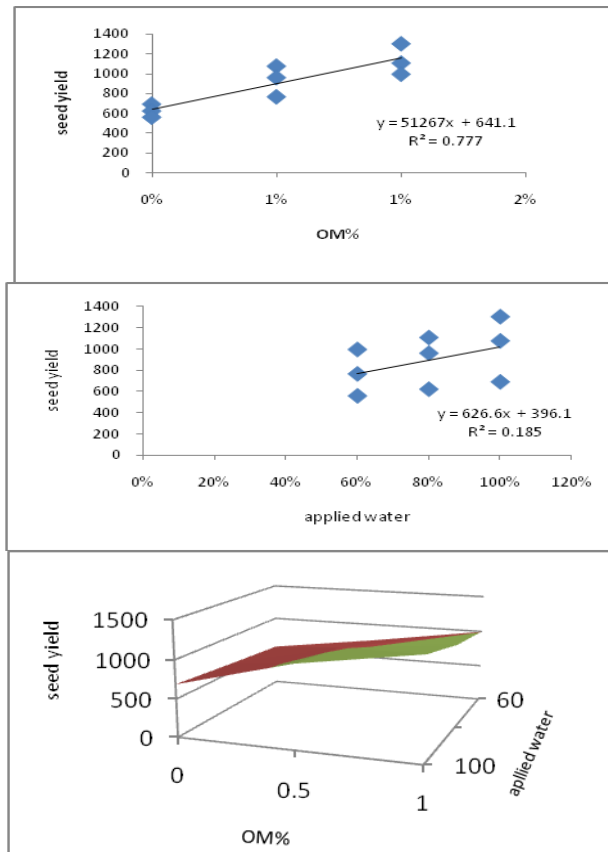 seed yield
1400
1200
1000
800
600
400
200
0
y = 51267x + 641.1
R² = 0.777
0% 1% 1% 2%
OM%
seed yield
1400
1200
1000
800
600
400
200
0
y = 626.6x + 396.1
R² = 0.185
0% 20% 40% 60% 80% 100% 120%
applied water
seed yield
1500
1000
500
0
0
0.5
1
OM%
60
100
apllied water